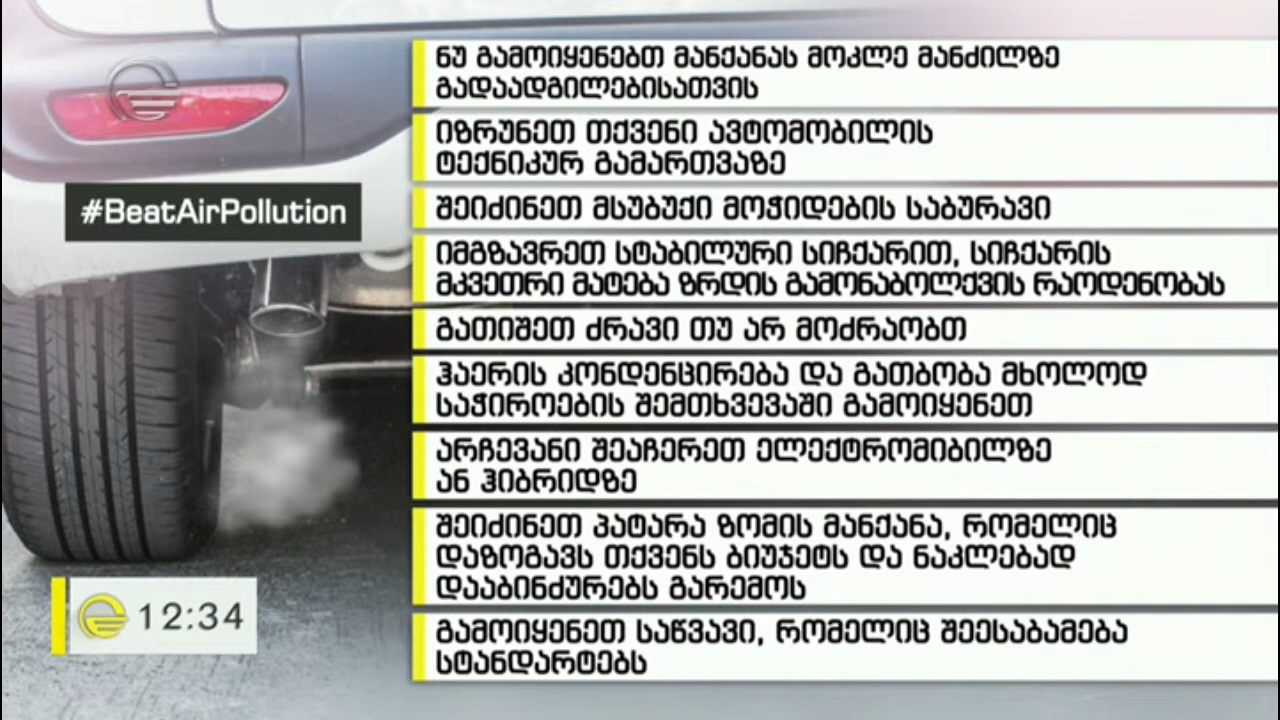 ნუ გამოიყენებთ მანქანას მოკლე მანძილზე
გადაადგილებისათვის
იზრუნეთ თქვენი ავტომობილის
ტექნიკურ გამართვაზე
#BeatAirPollution
შეიძინეთ მსუბუქი მოჭიდების საბურავი
იმგზავრეთ სტაბილური სიჩქარით, სიჩქარის
მკვეთრი მატება ზრდის გამონაბოლქვის რაოდენობას
გათიშეთ ძრავი თუ არ მოძრაობთ
ჰაერის კონდენცირება და გათბობა მხოლოდ
საჭიროების შემთხვევაში გამოიყენეთ
არჩევანი შეაჩერეთ ელექტრომიბილზე
ან ჰიბრიდზე
შეიძინეთ პატარა ზომის მანქანა, რომელიც
დაზოგავს თქვენს ბიუჯეტს და ნაკლებად
დააბინძურებს გარემოს
12:34
გამოიყენეთ საწვავი, რომელიც შეესაბამება
სტანდარტებს